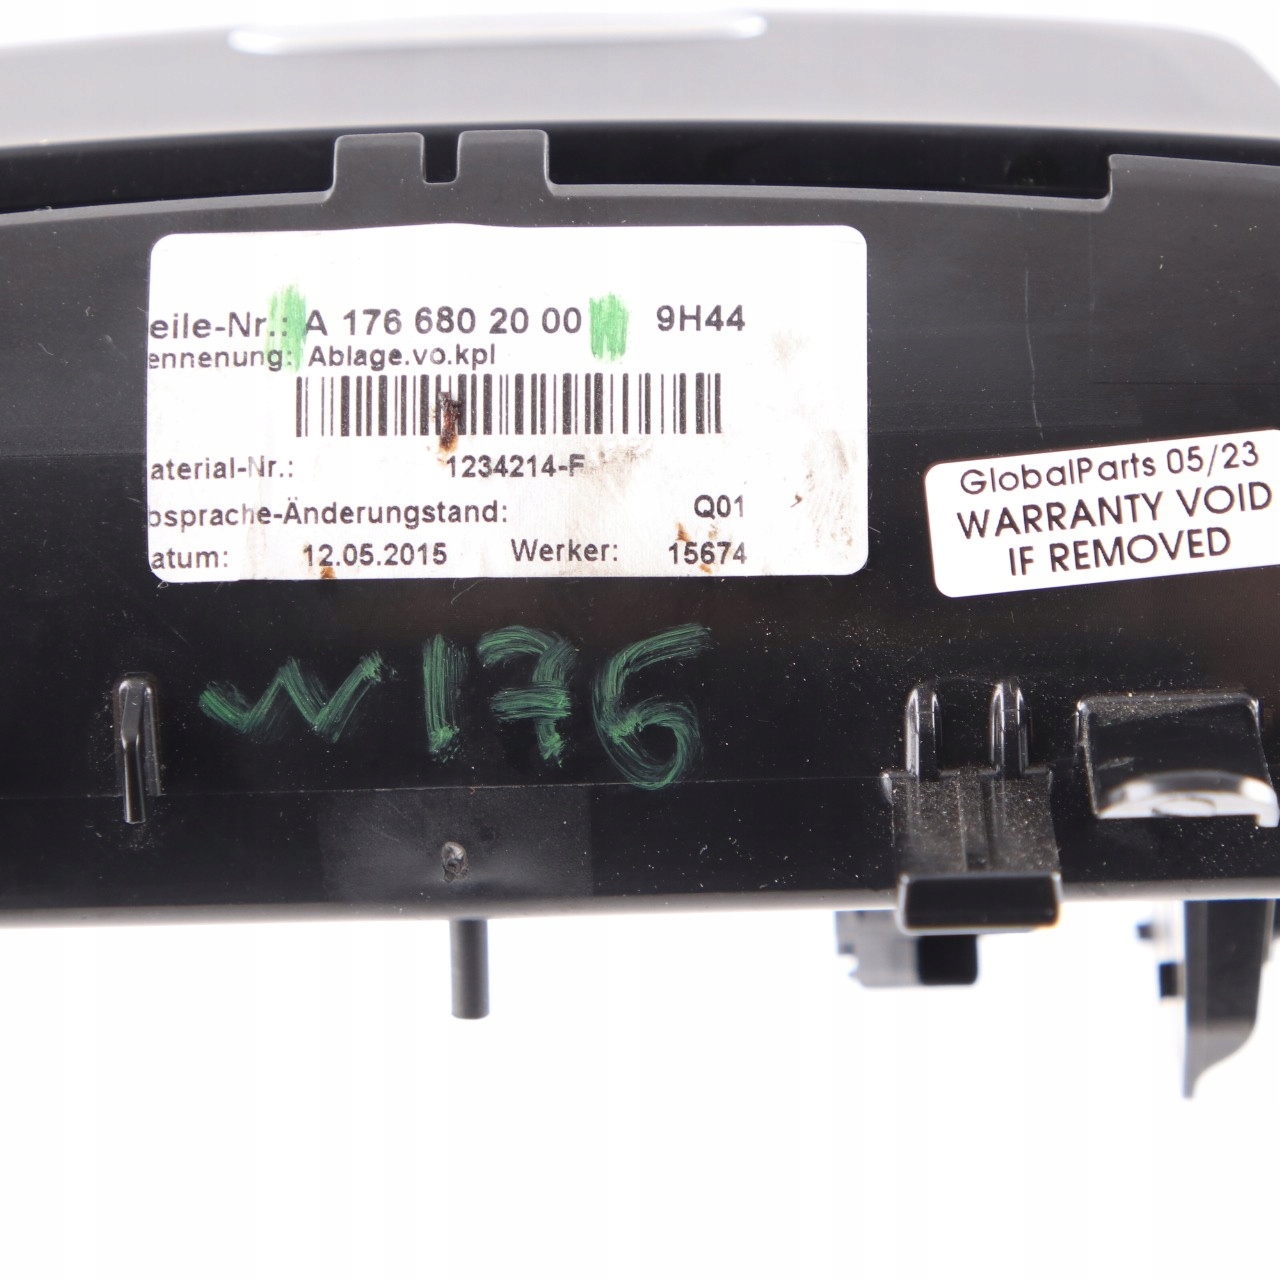 eile-Nr.: A 176 680 20 00 9H44
ennenung: Ablage.vo.kpl
aterial-Nr.: 1234214-F
bsprache-Änderungstand: Q01
atum: 12.05.2015 Werker: 15674
GlobalParts 05/23
WARRANTY VOID
IF REMOVED
W176